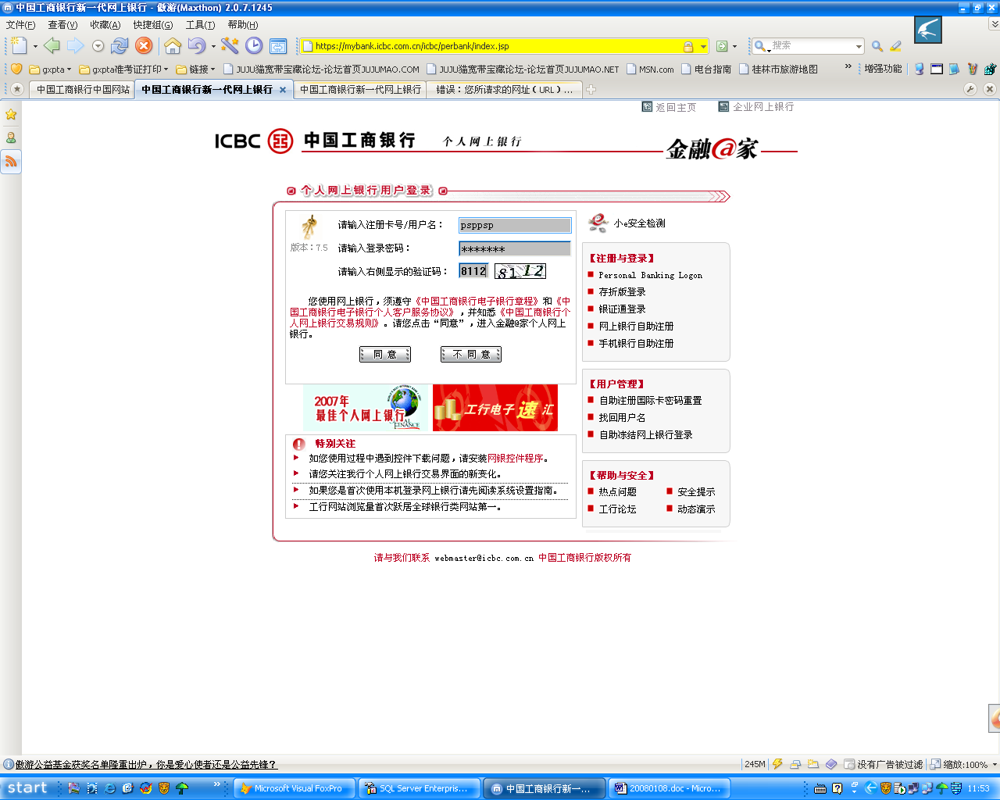 中国工商银行新一代网上银行 - 傲游(Maxthon) 2.0.7.1245
文件(F) 查看(V) 收藏(A) 快捷组(G) 工具(T) 帮助(H)
https://mybank.icbc.com.cn/icbc/perbank/index.jsp
搜索
gxpta gxpta准考证打印 链接 JUJU猫宽带宝藏论坛-论坛首页JUJUMAO.COM JUJU猫宽带宝藏论坛-论坛首页JUJUMAO.NET MSN.com 电台指南 桂林市旅游地图 » 增强功能
中国工商银行中国网站 中国工商银行新一代网上银行 中国工商银行新一代网上银行 错误：您所请求的网址（URL）...
返回主页 企业网上银行
ICBC 中国工商银行 个人网上银行 金融@家
个人网上银行用户登录
请输入注册卡号/用户名： psppsp
版本：7.5 请输入登录密码： *******
请输入右侧显示的验证码： 8112 8112
您使用网上银行，须遵守《中国工商银行电子银行章程》和《中
国工商银行电子银行个人客户服务协议》，并知悉《中国工商银行个
人网上银行交易规则》。请您点击“同意”，进入金融@家个人网上
银行。
同 意 不 同 意
2007年
最佳个人网上银行
工行电子速汇
特别关注
如您使用过程中遇到控件下载问题，请安装网银控件程序。
请您关注我行个人网上银行交易界面的新变化。
如果您是首次使用本机登录网上银行请先阅读系统设置指南。
工行网站浏览量首次跃居全球银行类网站第一。
小e安全检测
【注册与登录】
Personal Banking Logon
存折版登录
银证通登录
网上银行自助注册
手机银行自助注册
【用户管理】
自助注册国际卡密码重置
找回用户名
自助冻结网上银行登录
【帮助与安全】
热点问题 安全提示
工行论坛 动态演示
请与我们联系 webmaster@icbc.com.cn 中国工商银行版权所有
傲游公益基金获奖名单隆重出炉，你是爱心使者还是公益先锋？
245M 没有广告被过滤 缩放:100%
start » Microsoft Visual FoxPro SQL Server Enterpris... 中国工商银行新一... 20080108.doc - Micro... 11:53